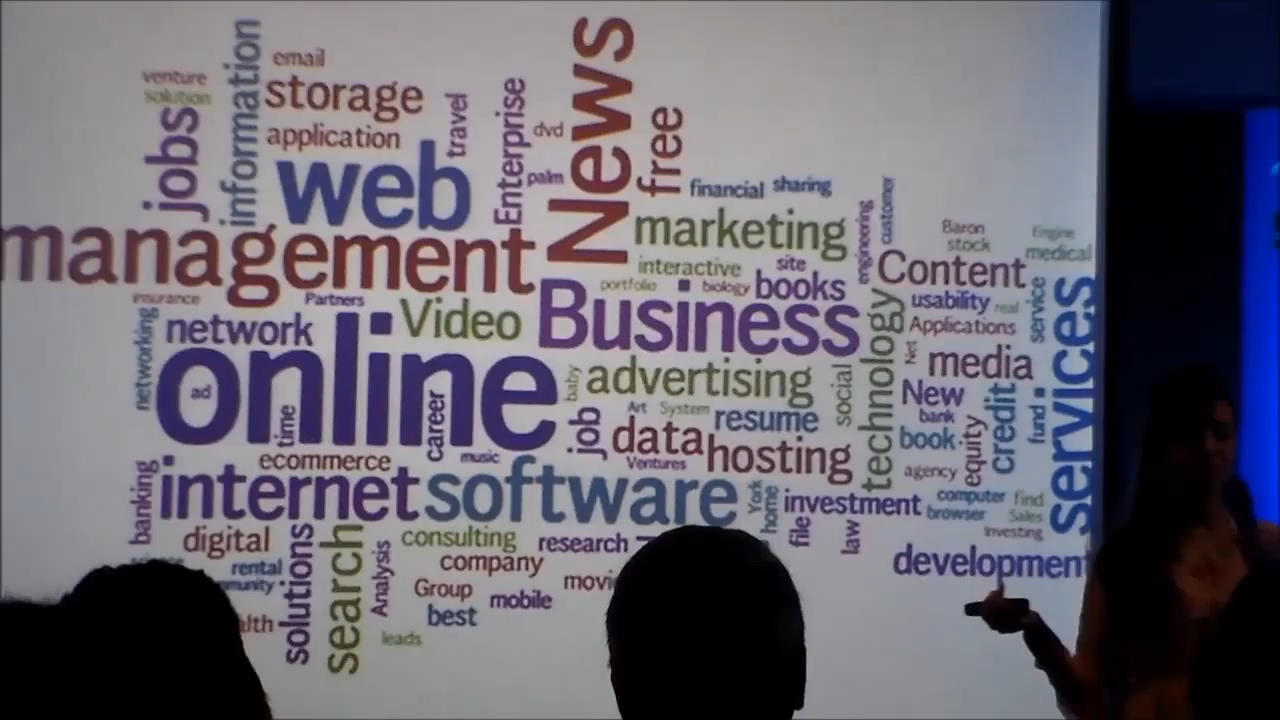 email
venture
solution
storage
information
jobs
application
travel
web
Enterprise
dvd
palm
News
free
financial
sharing
customer
engineering
marketing
management
interactive
site
Baron
stock
Engine
medical
Content
portfolio
biology
books
usability
real
service
services
insurance
Partners
networking
network
Video
Business
technology
Applications
Net
media
online
ad
time
career
baby
advertising
social
New
bank
credit
fund
Art
System
resume
job
data
hosting
book
equity
ecommerce
music
Ventures
agency
banking
internet
software
York
home
investment
computer
find
browser
Sales
file
law
Investing
digital
solutions
search
Analysis
consulting
research
company
development
rental
Group
mobile
best
leads